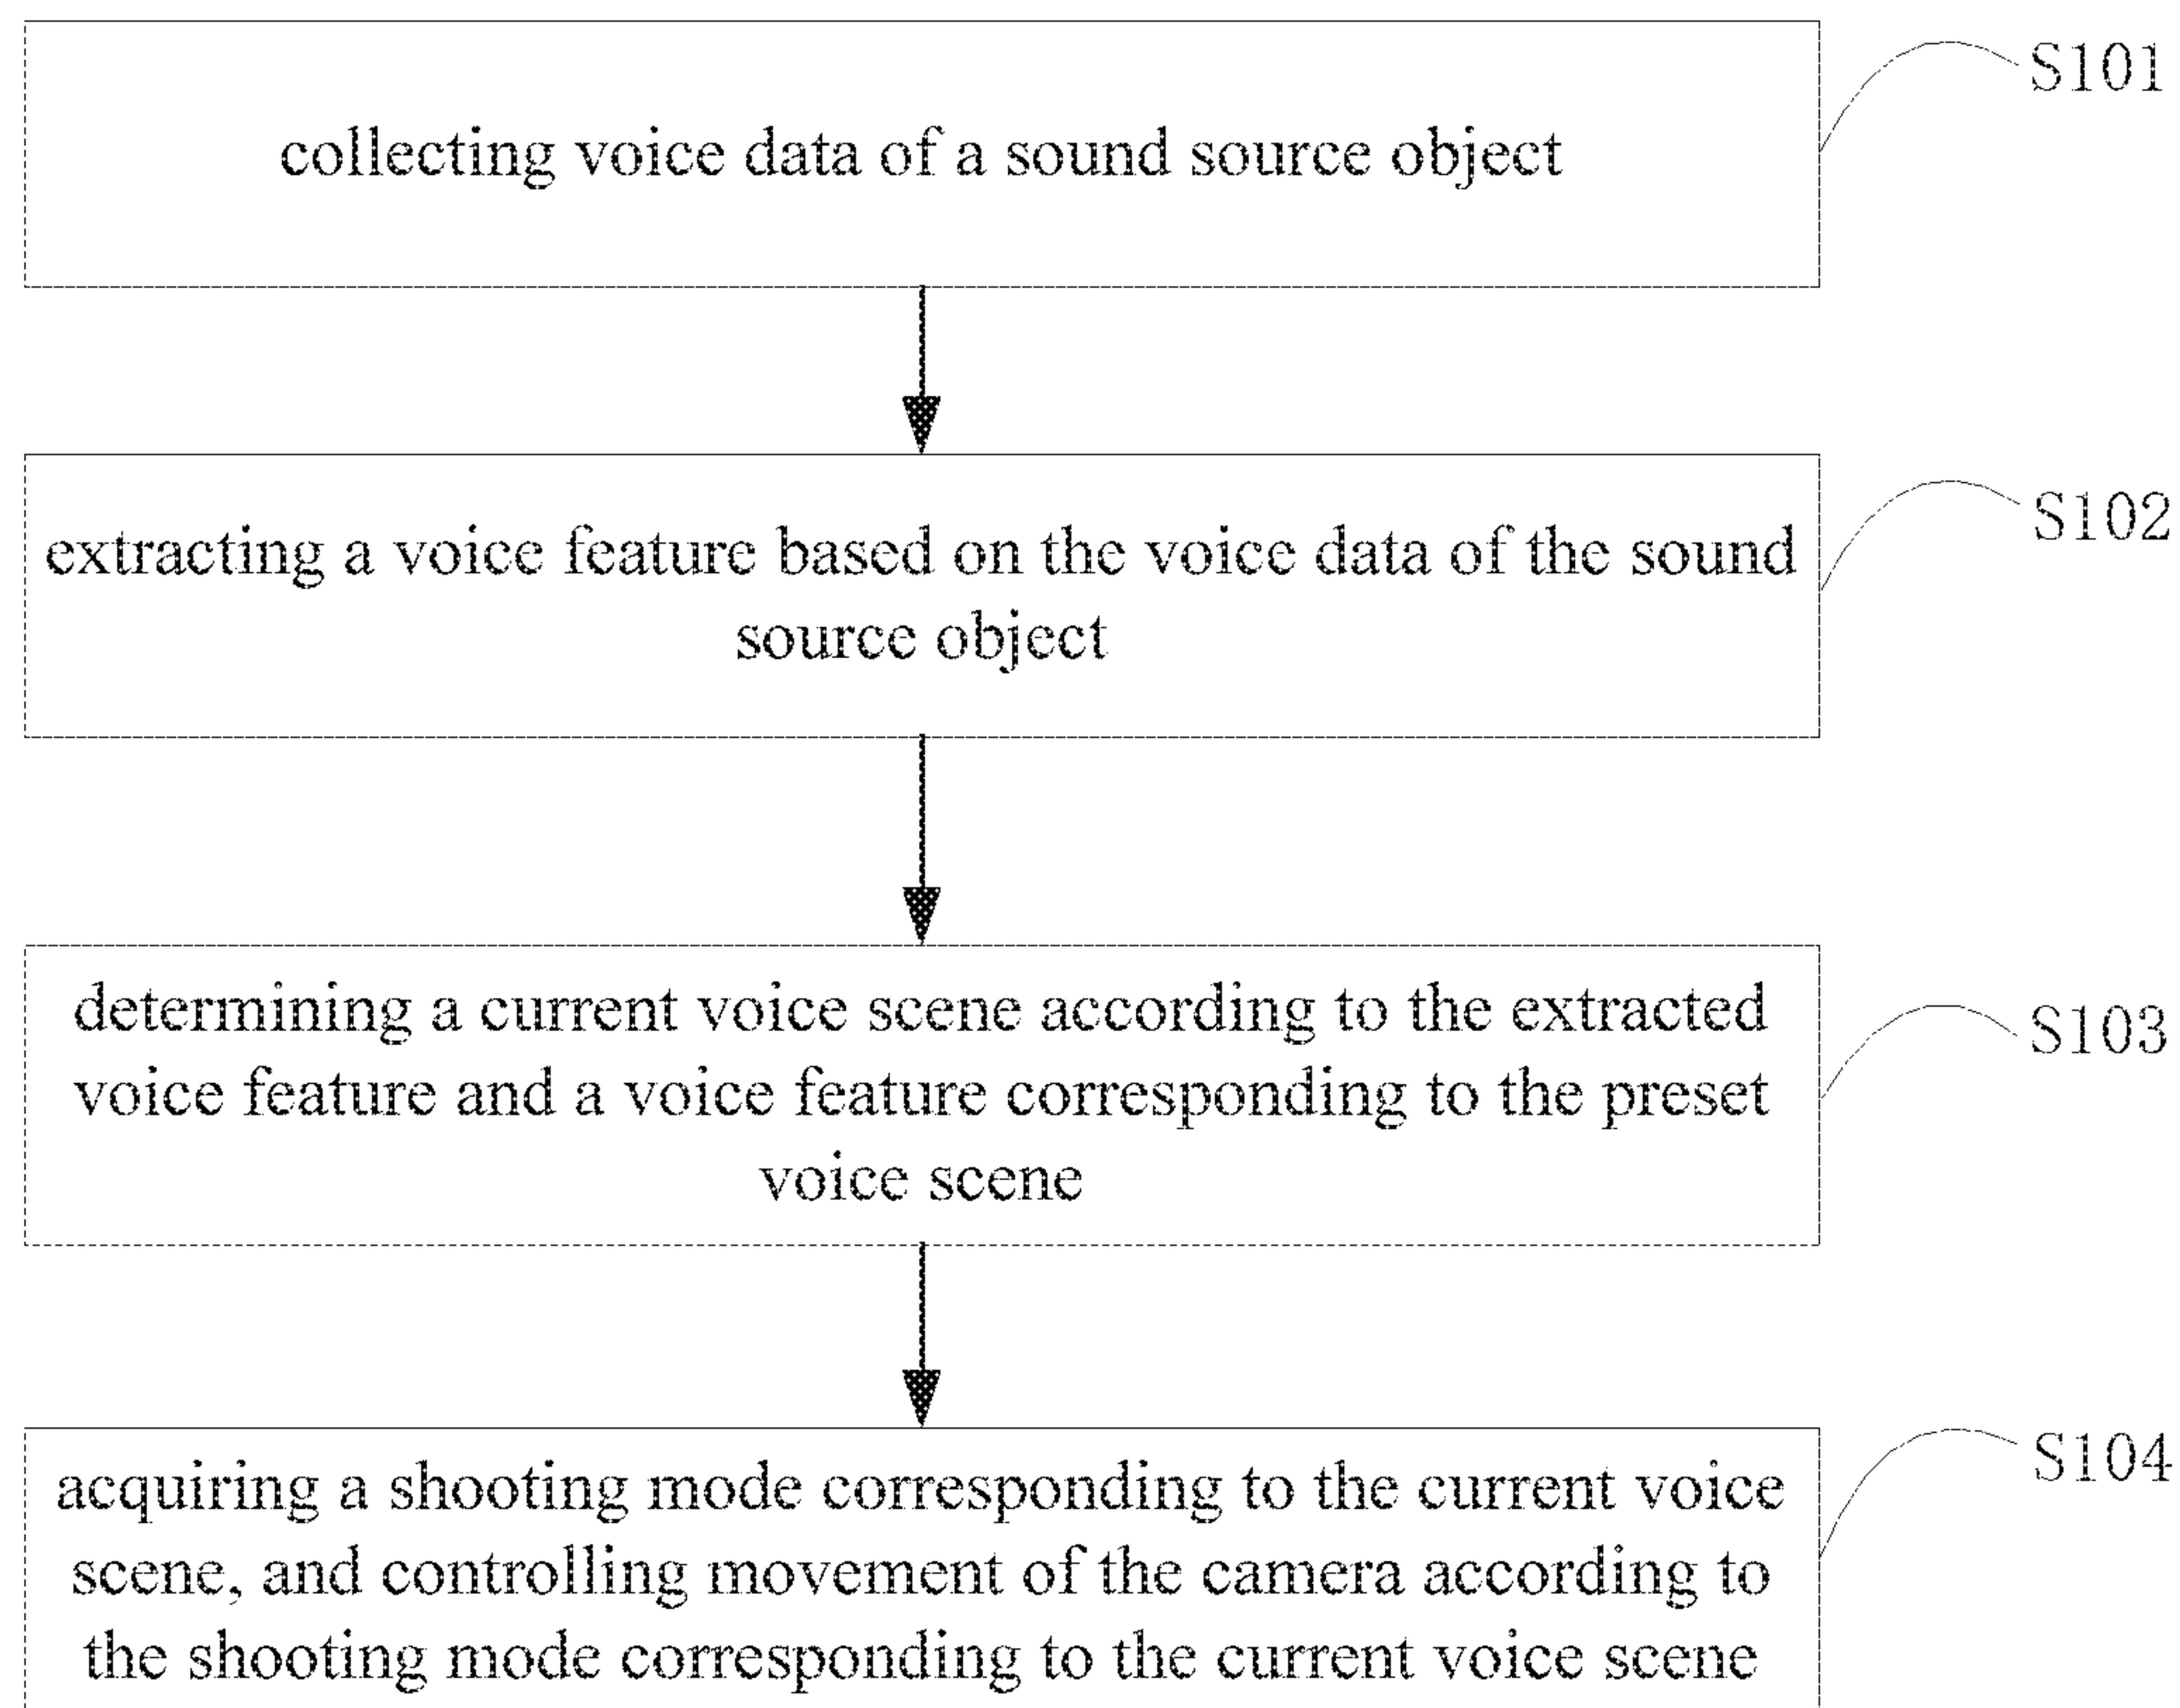 collecting voice data of a sound source object
S101
extracting a voice feature based on the voice data of the sound
source object
S102
determining a current voice scene according to the extracted
voice feature and a voice feature corresponding to the preset
voice scene
S103
acquiring a shooting mode corresponding to the current voice
scene, and controlling movement of the camera according to
the shooting mode corresponding to the current voice scene
S104